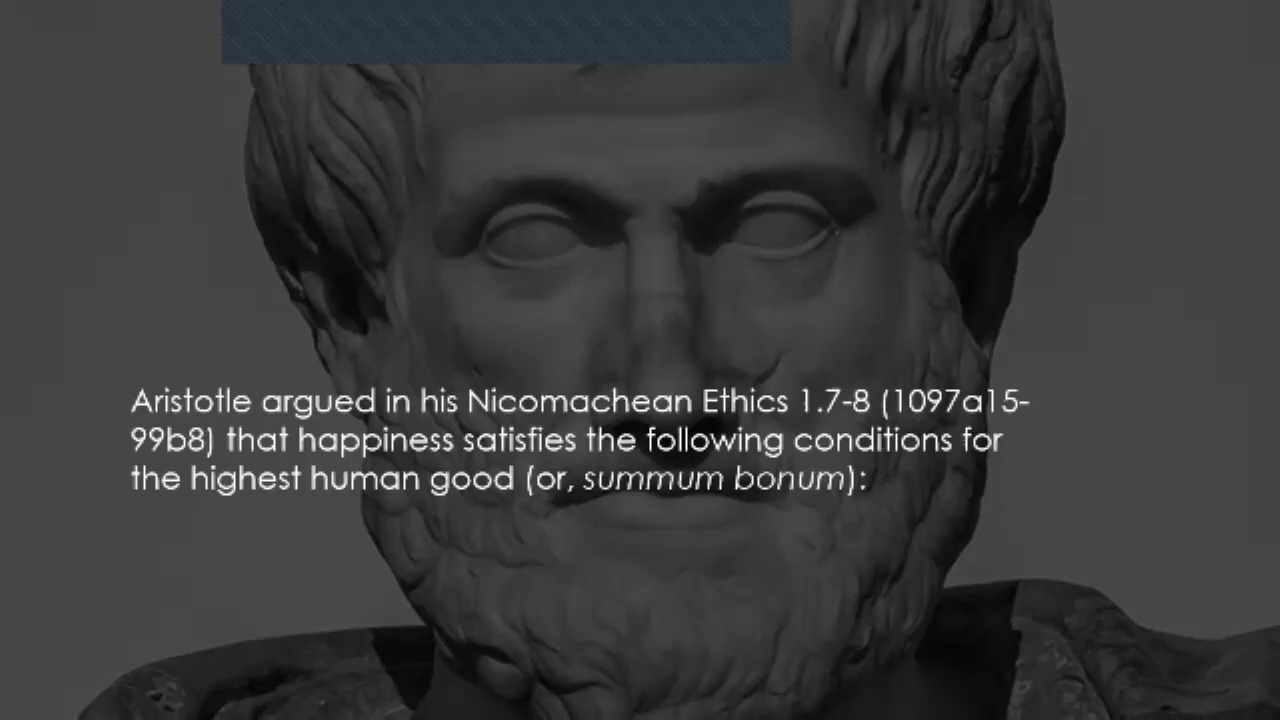 Aristotle argued in his Nicomachean Ethics 1.7-8 (1097a15-
99b8) that happiness satisfies the following conditions for
the highest human good (or, summum bonum):